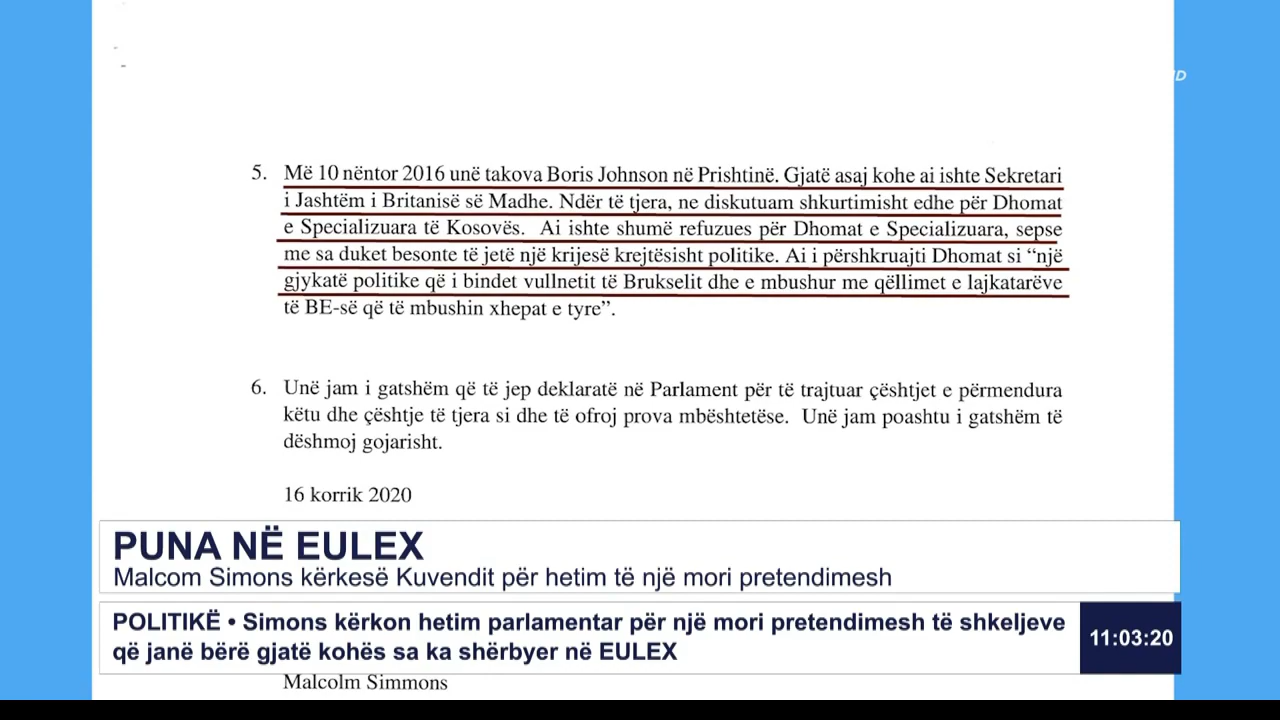 D
5. Më 10 nëntor 2016 unë takova Boris Johnson në Prishtinë. Gjatë asaj kohe ai ishte Sekretari
i Jashtëm i Britanisë së Madhe. Ndër të tjera, ne diskutuam shkurtimisht edhe për Dhomat
e Specializuara të Kosovës. Ai ishte shumë refuzues për Dhomat e Specializuara, sepse
me sa duket besonte të jetë një krijesë krejtësisht politike. Ai i përshkruajti Dhomat si “një
gjykatë politike që i bindet vullnetit të Brukselit dhe e mbushur me qëllimet e lajkatarëve
të BE-së që të mbushin xhepat e tyre”.
6. Unë jam i gatshëm që të jep deklaratë në Parlament për të trajtuar çështjet e përmendura
këtu dhe çështje të tjera si dhe të ofroj prova mbështetëse. Unë jam poashtu i gatshëm të
dëshmoj gojarisht.
16 korrik 2020
PUNA NË EULEX
Malcom Simons kërkesë Kuvendit për hetim të një mori pretendimesh
POLITIKË • Simons kërkon hetim parlamentar për një mori pretendimesh të shkeljeve
që janë bërë gjatë kohës sa ka shërbyer në EULEX
11:03:20
Malcolm Simmons